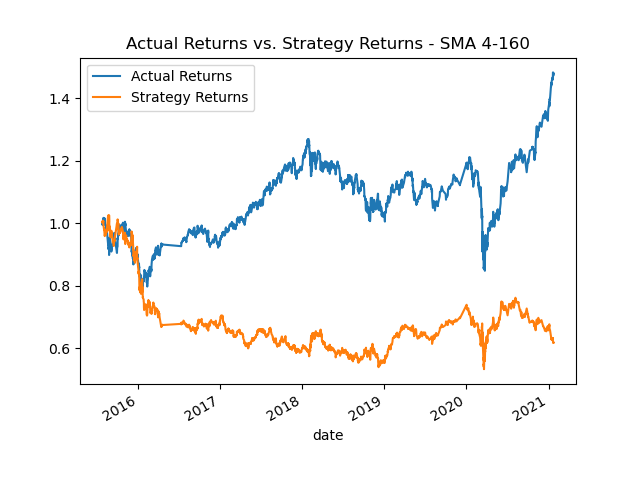 Actual Returns vs. Strategy Returns - SMA 4-160
Actual Returns
Strategy Returns
1.4
1.2
1.0
0.8
0.6
2016
2017
2018
2019
2020
2021
date